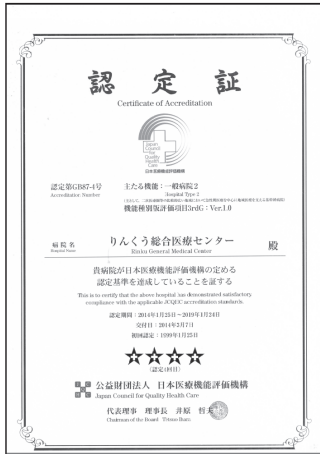 認定証
Certificate of Accreditation
Japan
Council
for
Quality
Health
Care
日本医療機能評価機構
認定第GB87-4号
Accreditation Number
主たる機能：一般病院2
Hospital Type 2
機能種別版評価項目3rdG：Ver.1.0
病院名
Hospital Name
りんくう総合医療センター 殿
Rinku General Medical Center
貴病院が日本医療機能評価機構の定める
認定基準を達成していることを証する
This is to certify that the above hospital has demonstrated satisfactory
compliance with the applicable JCQHC accreditation standards.
認定期間：2014年1月25日～2019年1月24日
交付日：2014年3月7日
初回認定：1999年1月25日
(認定4回目)
公益財団法人 日本医療機能評価機構
Japan Council for Quality Health Care
代表理事 理事長 井原 哲夫
Chairman of the Board Tetsuo Ihara